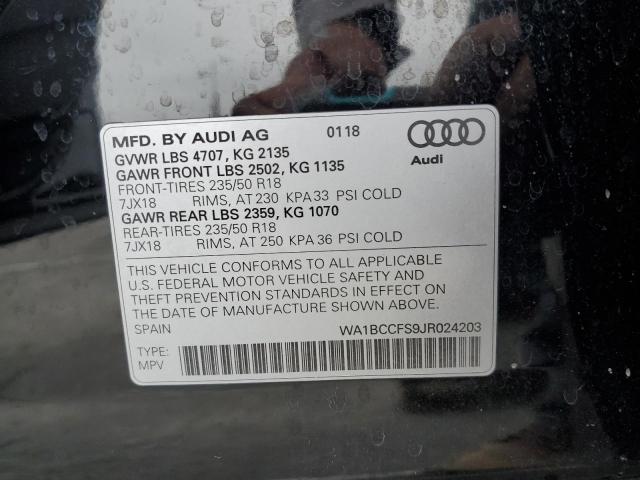 MFD. BY AUDI AG 0118
GVWR LBS 4707, KG 2135
GAWR FRONT LBS 2502, KG 1135
FRONT-TIRES 235/50 R18
7JX18 RIMS, AT 230 KPA 33 PSI COLD
GAWR REAR LBS 2359, KG 1070
REAR-TIRES 235/50 R18
7JX18 RIMS, AT 250 KPA 36 PSI COLD
Audi
THIS VEHICLE CONFORMS TO ALL APPLICABLE
U.S. FEDERAL MOTOR VEHICLE SAFETY AND
THEFT PREVENTION STANDARDS IN EFFECT ON
THE DATE OF MANUFACTURE SHOWN ABOVE.
SPAIN WA1BCCFS9JR024203
TYPE:
MPV